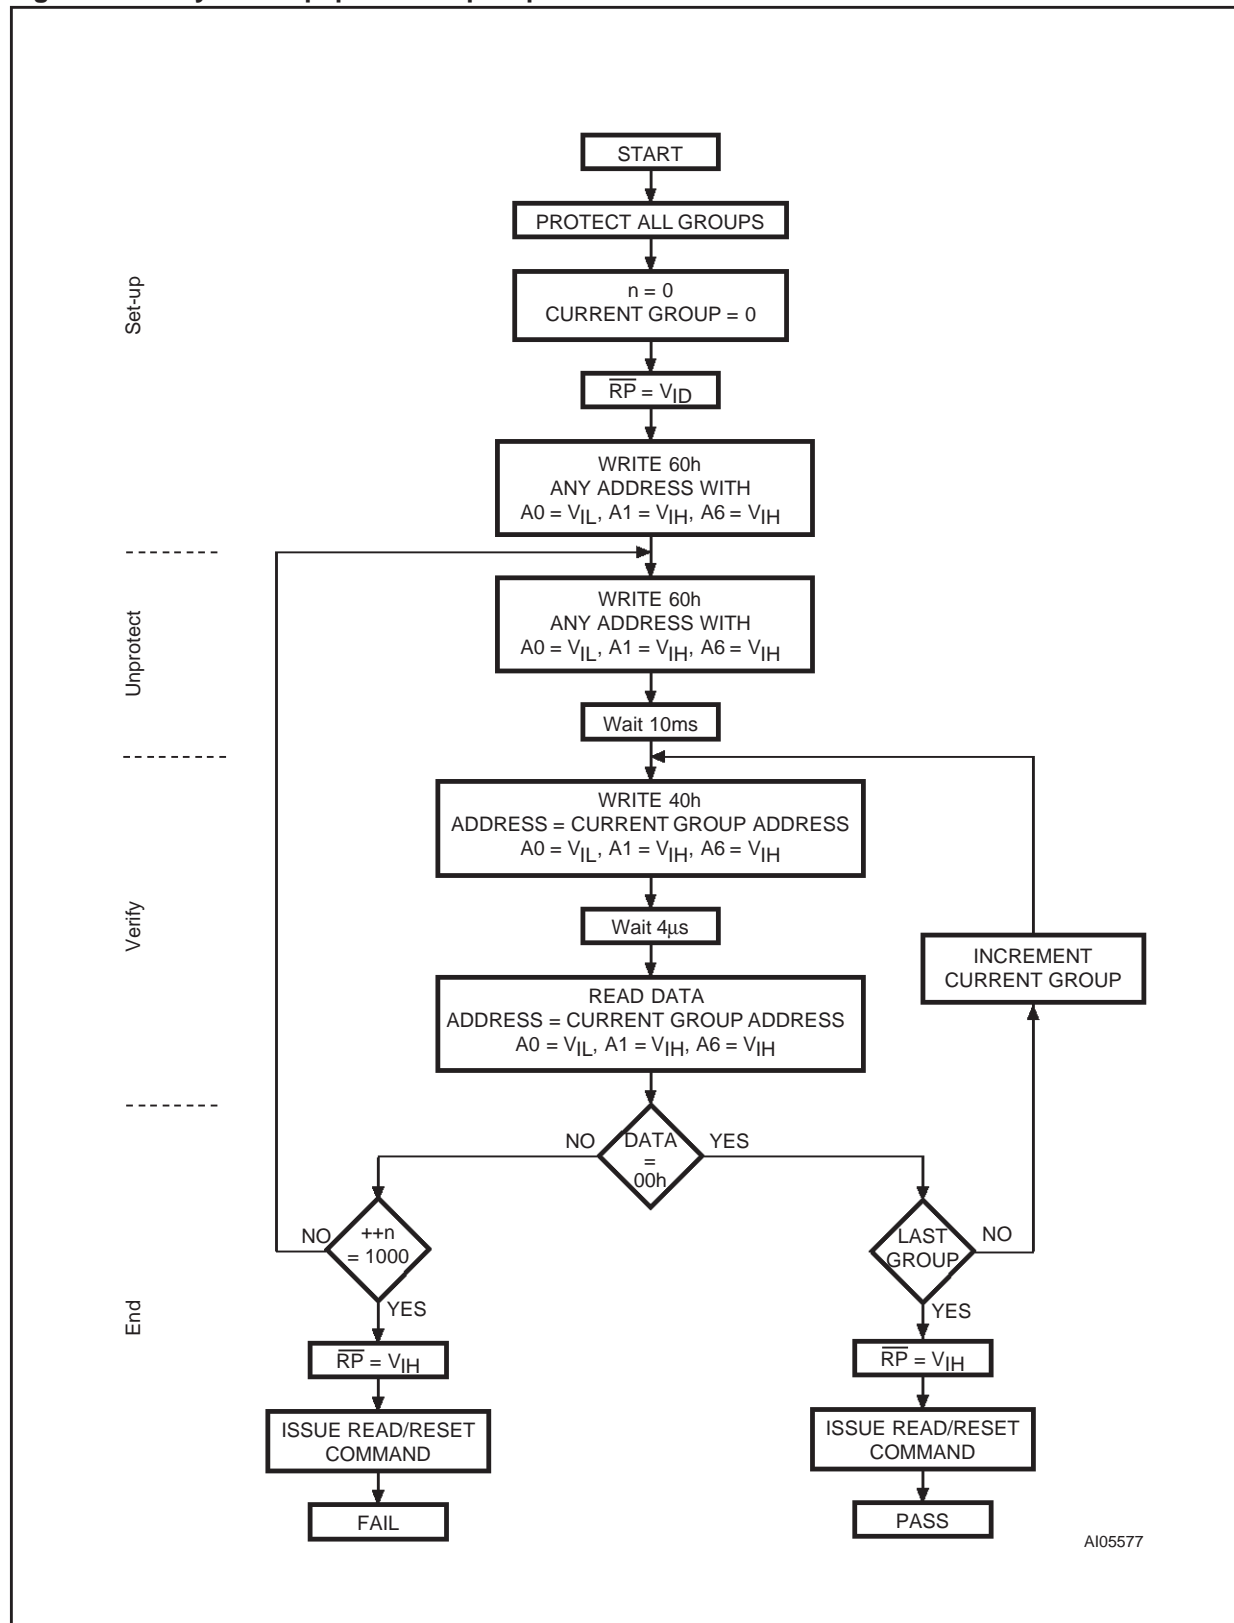 START
PROTECT ALL GROUPS
n = 0
CURRENT GROUP = 0
Set-up
R̅P̅ = VID
WRITE 60h
ANY ADDRESS WITH
A0 = VIL, A1 = VIH, A6 = VIH
Unprotect
WRITE 60h
ANY ADDRESS WITH
A0 = VIL, A1 = VIH, A6 = VIH
Wait 10ms
WRITE 40h
ADDRESS = CURRENT GROUP ADDRESS
A0 = VIL, A1 = VIH, A6 = VIH
Verify
Wait 4µs
INCREMENT
CURRENT GROUP
READ DATA
ADDRESS = CURRENT GROUP ADDRESS
A0 = VIL, A1 = VIH, A6 = VIH
NO
DATA
=
00h
YES
NO
++n
= 1000
LAST
GROUP
NO
End
YES
YES
R̅P̅ = VIH
R̅P̅ = VIH
ISSUE READ/RESET
COMMAND
ISSUE READ/RESET
COMMAND
FAIL
PASS
AI05577